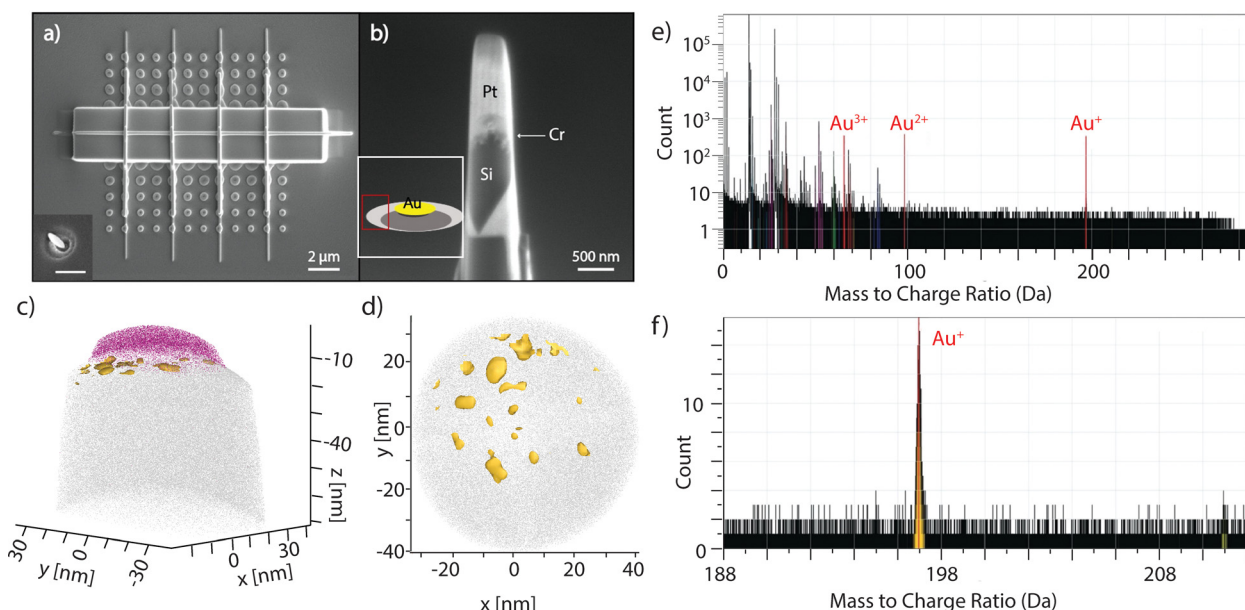 a)
2 μm
b)
Pt
Cr
Si
Au
500 nm
c)
-10
-40
z [nm]
30
0
-30
y [nm]
0
30
x [nm]
d)
20
0
-20
-40
y [nm]
-20
0
20
40
x [nm]
e)
10⁵
10⁴
10³
10²
10
1
Count
Au³⁺
Au²⁺
Au⁺
0
100
200
Mass to Charge Ratio (Da)
f)
Au⁺
10
0
Count
188
198
208
Mass to Charge Ratio (Da)